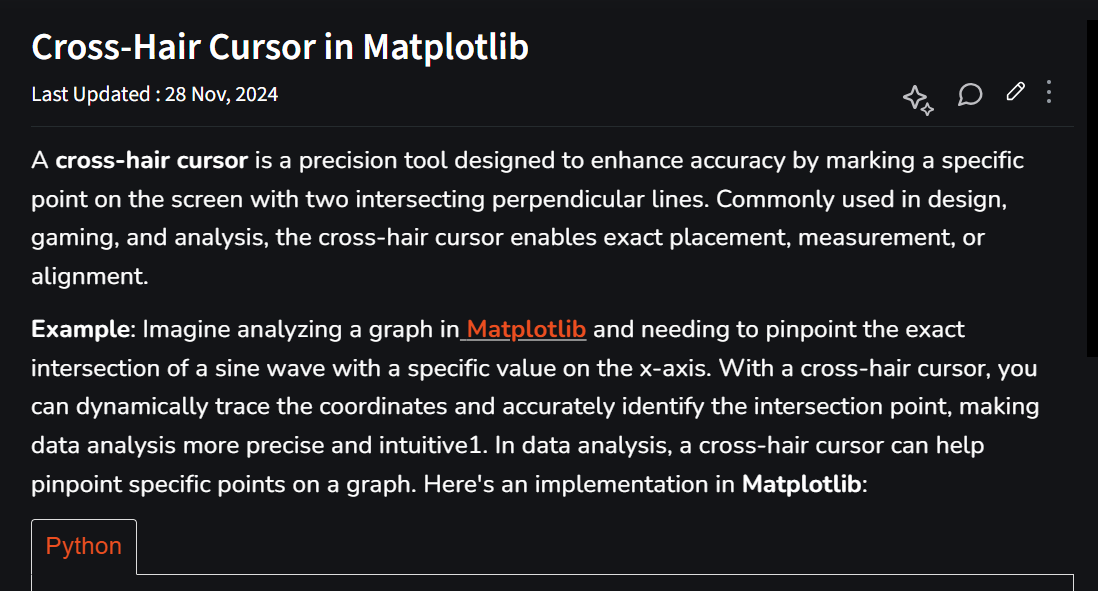 Cross-Hair Cursor in Matplotlib
Last Updated : 28 Nov, 2024
A cross-hair cursor is a precision tool designed to enhance accuracy by marking a specific
point on the screen with two intersecting perpendicular lines. Commonly used in design,
gaming, and analysis, the cross-hair cursor enables exact placement, measurement, or
alignment.
Example: Imagine analyzing a graph in Matplotlib and needing to pinpoint the exact
intersection of a sine wave with a specific value on the x-axis. With a cross-hair cursor, you
can dynamically trace the coordinates and accurately identify the intersection point, making
data analysis more precise and intuitive1. In data analysis, a cross-hair cursor can help
pinpoint specific points on a graph. Here's an implementation in Matplotlib:
Python